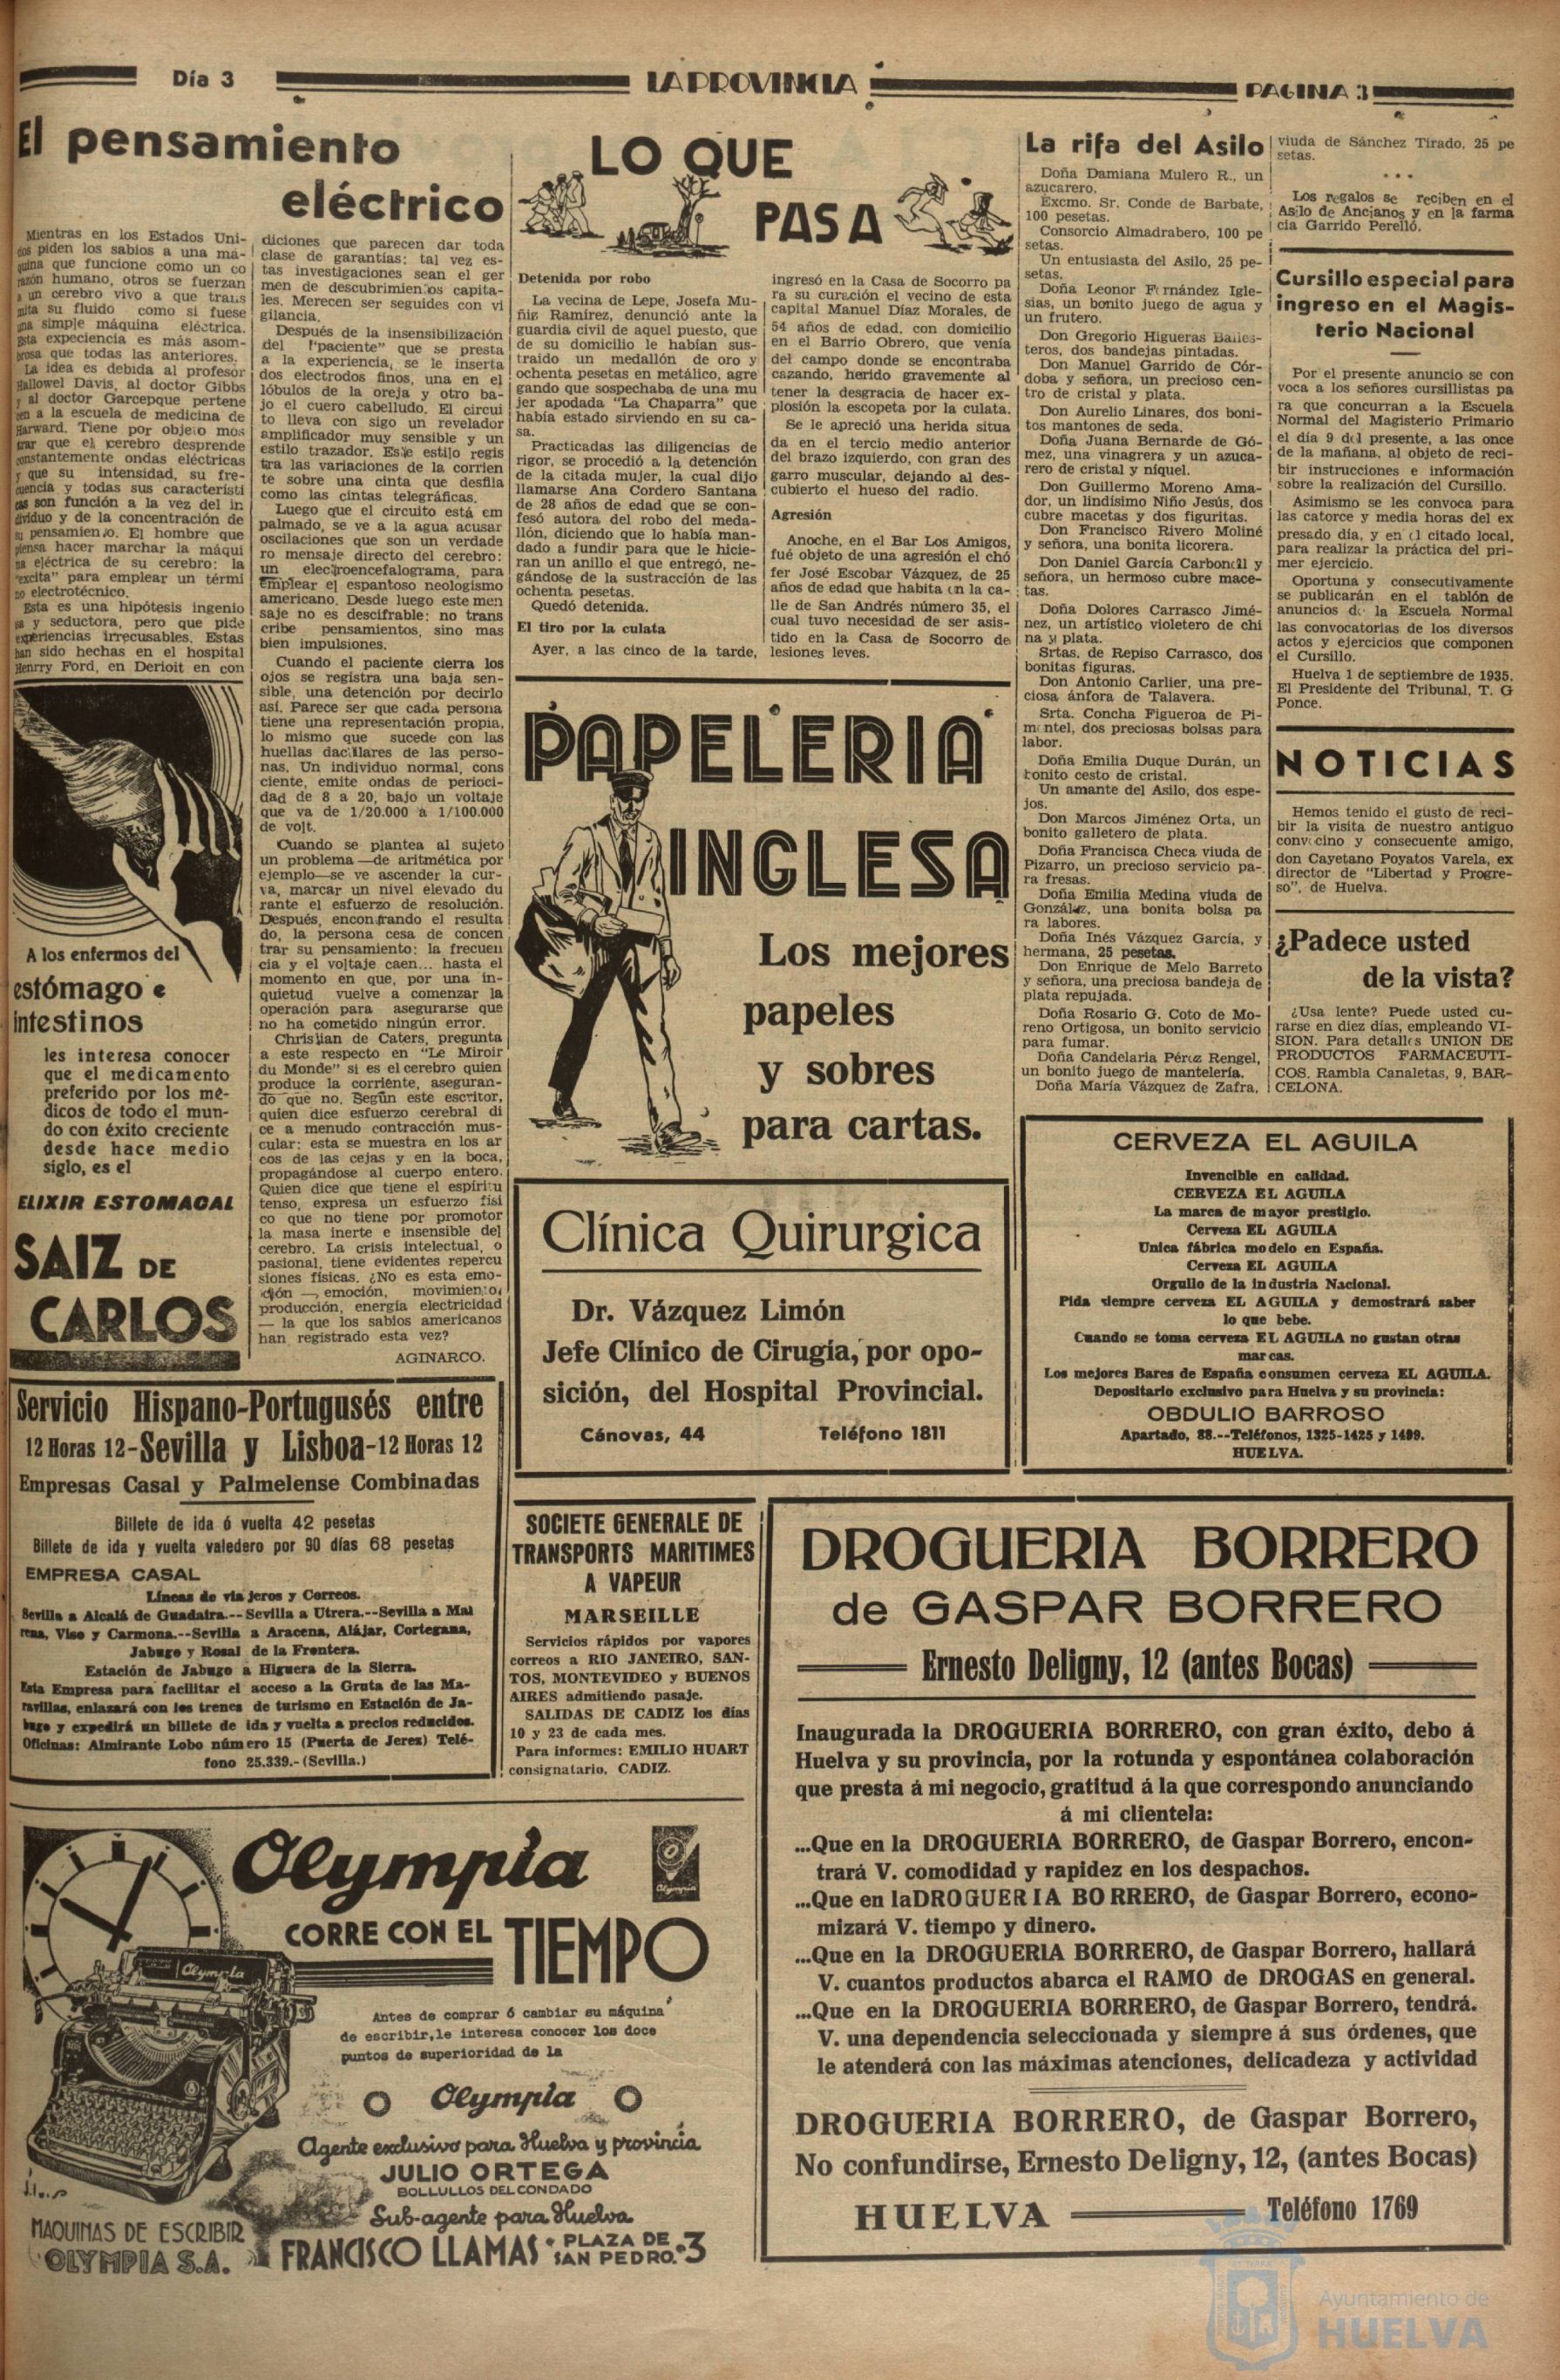 Día 3
LA PROVINCIA
PAGINA 3
El pensamiento
eléctrico
Mientras en los Estados Uni-
dos piden los sabios a una má-
quina que funcione como un co
razón humano, otros se fuerzan
a un cerebro vivo a que trans
mita su fluido como si fuese
una simple máquina eléctrica.
Esta expeciencia es más asom-
brosa que todas las anteriores.
La idea es debida al profesor
Hallowel Davis, al doctor Gibbs
y al doctor Garcepque pertene
cen a la escuela de medicina de
Harward. Tiene por objeto mos
trar que el cerebro desprende
constantemente ondas eléctricas
y que su intensidad, su fre-
cuencia y todas sus característi
cas son función a la vez del in
dividuo y de la concentración de
su pensamiento. El hombre que
piensa hacer marchar la máqui
na eléctrica de su cerebro: la
"excita" para emplear un térmi
no electrotécnico.
Esta es una hipótesis ingenio
sa y seductora, pero que pide
experiencias irrecusables. Estas
han sido hechas en el hospital
Henrry Ford, en Derioit en con
diciones que parecen dar toda
clase de garantías: tal vez es-
tas investigaciones sean el ger
men de descubrimientos capita-
les. Merecen ser seguides con vi
gilancia.
Después de la insensibilización
del "paciente" que se presta
a la experiencia, se le inserta
dos electrodos finos, una en el
lóbulos de la oreja y otro ba-
jo el cuero cabelludo. El circui
to lleva con sigo un revelador
amplificador muy sensible y un
estilo trazador. Este estilo regis
tra las variaciones de la corrien
te sobre una cinta que desfila
como las cintas telegráficas.
Luego que el circuito está em
palmado, se ve a la agua acusar
oscilaciones que son un verdade
ro mensaje directo del cerebro:
un electroencefalograma, para
emplear el espantoso neologismo
americano. Desde luego este men
saje no es descifrable: no trans
cribe pensamientos, sino mas
bien impulsiones.
Cuando el paciente cierra los
ojos se registra una baja sen-
sible, una detención por decirlo
así. Parece ser que cada persona
tiene una representación propia,
lo mismo que sucede con las
huellas dactilares de las perso-
nas. Un individuo normal, cons
ciente, emite ondas de perioci-
dad de 8 a 20, bajo un voltaje
que va de 1/20.000 a 1/100.000
de volt.
Cuando se plantea al sujeto
un problema —de aritmética por
ejemplo—se ve ascender la cur-
va, marcar un nivel elevado du
rante el esfuerzo de resolución.
Después, encontrando el resulta
do, la persona cesa de concen
trar su pensamiento: la frecuen
cia y el voltaje caen... hasta el
momento en que, por una in-
quietud vuelve a comenzar la
operación para asegurarse que
no ha cometido ningún error.
Christian de Caters, pregunta
a este respecto en "Le Miroir
du Monde" si es el cerebro quien
produce la corriente, aseguran-
do que no. Según este escritor,
quien dice esfuerzo cerebral di
ce a menudo contracción mus-
cular: esta se muestra en los ar
cos de las cejas y en la boca,
propagándose al cuerpo entero.
Quien dice que tiene el espíritu
tenso, expresa un esfuerzo físi
co que no tiene por promotor
la masa inerte e insensible del
cerebro. La crisis intelectual, o
pasional, tiene evidentes repercu
siones físicas. ¿No es esta emo-
ción —, emoción, movimiento,
producción, energía electricidad
— la que los sabios americanos
han registrado esta vez?
AGINARCO.
A los enfermos del
estómago e
intestinos
les interesa conocer
que el medicamento
preferido por los mé-
dicos de todo el mun-
do con éxito creciente
desde hace medio
siglo, es el
ELIXIR ESTOMACAL
SAIZ DE
CARLOS
Servicio Hispano-Portugusés entre
12 Horas 12-Sevilla y Lisboa-12 Horas 12
Empresas Casal y Palmelense Combinadas
Billete de ida ó vuelta 42 pesetas
Billete de ida y vuelta valedero por 90 días 68 pesetas
EMPRESA CASAL
Líneas de viajeros y Correos.
Sevilla a Alcalá de Guadaira.--Sevilla a Utrera.--Sevilla a Mai
rena, Viso y Carmona.--Sevilla a Aracena, Alájar, Cortegana,
Jabugo y Rosal de la Frontera.
Estación de Jabugo a Higuera de la Sierra.
Esta Empresa para facilitar el acceso a la Gruta de las Ma-
ravillas, enlazará con los trenes de turismo en Estación de Ja-
bugo y expedirá un billete de ida y vuelta a precios reducidos.
Oficinas: Almirante Lobo número 15 (Puerta de Jerez) Telé-
fono 25.339.- (Sevilla.)
LO QUE
PASA
Detenida por robo
La vecina de Lepe, Josefa Mu-
ñiz Ramírez, denunció ante la
guardia civil de aquel puesto, que
de su domicilio le habían sus-
traido un medallón de oro y
ochenta pesetas en metálico, agre
gando que sospechaba de una mu
jer apodada "La Chaparra" que
había estado sirviendo en su ca-
sa.
Practicadas las diligencias de
rigor, se procedió a la detención
de la citada mujer, la cual dijo
llamarse Ana Cordero Santana
de 28 años de edad que se con-
fesó autora del robo del meda-
llón, diciendo que lo había man-
dado a fundir para que le hicie-
ran un anillo el que entregó, ne-
gándose de la sustracción de las
ochenta pesetas.
Quedó detenida.
El tiro por la culata
Ayer, a las cinco de la tarde,
ingresó en la Casa de Socorro pa
ra su curación el vecino de esta
capital Manuel Díaz Morales, de
54 años de edad, con domicilio
en el Barrio Obrero, que venía
del campo donde se encontraba
cazando, herido gravemente al
tener la desgracia de hacer ex-
plosión la escopeta por la culata.
Se le apreció una herida situa
da en el tercio medio anterior
del brazo izquierdo, con gran des
garro muscular, dejando al des-
cubierto el hueso del radio.
Agresión
Anoche, en el Bar Los Amigos,
fué objeto de una agresión el chó
fer José Escobar Vázquez, de 25
años de edad que habita en la ca-
lle de San Andrés número 35, el
cual tuvo necesidad de ser asis-
tido en la Casa de Socorro de
lesiones leves.
PAPELERIA
INGLESA
Los mejores
papeles
y sobres
para cartas.
Clínica Quirurgica
Dr. Vázquez Limón
Jefe Clínico de Cirugía, por opo-
sición, del Hospital Provincial.
Cánovas, 44 Teléfono 1811
La rifa del Asilo
Doña Damiana Mulero R., un
azucarero.
Excmo. Sr. Conde de Barbate,
100 pesetas.
Consorcio Almadrabero, 100 pe
setas.
Un entusiasta del Asilo, 25 pe-
setas.
Doña Leonor Fernández Igle-
sias, un bonito juego de agua y
un frutero.
Don Gregorio Higueras Balles-
teros, dos bandejas pintadas.
Don Manuel Garrido de Cór-
doba y señora, un precioso cen-
tro de cristal y plata.
Don Aurelio Linares, dos boni-
tos mantones de seda.
Doña Juana Bernarde de Gó-
mez, una vinagrera y un azuca-
rero de cristal y níquel.
Don Guillermo Moreno Ama-
dor, un lindísimo Niño Jesús, dos
cubre macetas y dos figuritas.
Don Francisco Rivero Moliné
y señora, una bonita licorera.
Don Daniel García Carbonell y
señora, un hermoso cubre mace-
tas.
Doña Dolores Carrasco Jimé-
nez, un artístico violetero de chi
na y plata.
Srtas. de Repiso Carrasco, dos
bonitas figuras.
Don Antonio Carlier, una pre-
ciosa ánfora de Talavera.
Srta. Concha Figueroa de Pi-
mentel, dos preciosas bolsas para
labor.
Doña Emilia Duque Durán, un
bonito cesto de cristal.
Un amante del Asilo, dos espe-
jos.
Don Marcos Jiménez Orta, un
bonito galletero de plata.
Doña Francisca Checa viuda de
Pizarro, un precioso servicio pa-
ra fresas.
Doña Emilia Medina viuda de
González, una bonita bolsa pa
ra labores.
Doña Inés Vázquez García, y
hermana, 25 pesetas.
Don Enrique de Melo Barreto
y señora, una preciosa bandeja de
plata repujada.
Doña Rosario G. Coto de Mo-
reno Ortigosa, un bonito servicio
para fumar.
Doña Candelaria Pérez Rengel,
un bonito juego de mantelería.
Doña María Vázquez de Zafra,
viuda de Sánchez Tirado, 25 pe
setas.
...
Los regalos se reciben en el
Asilo de Ancianos y en la farma
cia Garrido Perelló.
Cursillo especial para
ingreso en el Magis-
terio Nacional
Por el presente anuncio se con
voca a los señores cursillistas pa
ra que concurran a la Escuela
Normal del Magisterio Primario
el día 9 del presente, a las once
de la mañana, al objeto de reci-
bir instrucciones e información
sobre la realización del Cursillo.
Asimismo se les convoca para
las catorce y media horas del ex
presado día, y en el citado local,
para realizar la práctica del pri-
mer ejercicio.
Oportuna y consecutivamente
se publicarán en el tablón de
anuncios de la Escuela Normal
las convocatorias de los diversos
actos y ejercicios que componen
el Cursillo.
Huelva 1 de septiembre de 1935.
El Presidente del Tribunal, T. G
Ponce.
NOTICIAS
Hemos tenido el gusto de reci-
bir la visita de nuestro antiguo
convecino y consecuente amigo,
don Cayetano Poyatos Varela, ex
director de "Libertad y Progre-
so", de Huelva.
¿Padece usted
de la vista?
¿Usa lente? Puede usted cu-
rarse en diez días, empleando VI-
SION. Para detalles UNION DE
PRODUCTOS FARMACEUTI-
COS. Rambla Canaletas, 9, BAR-
CELONA.
CERVEZA EL AGUILA
Invencible en calidad.
CERVEZA EL AGUILA
La marca de mayor prestigio.
Cerveza EL AGUILA
Unica fábrica modelo en España.
Cerveza EL AGUILA
Orgullo de la industria Nacional.
Pida siempre cerveza EL AGUILA y demostrará saber
lo que bebe.
Cuando se toma cerveza EL AGUILA no gustan otras
marcas.
Los mejores Bares de España consumen cerveza EL AGUILA.
Depositario exclusivo para Huelva y su provincia:
OBDULIO BARROSO
Apartado, 88.--Teléfonos, 1325-1425 y 1499.
HUELVA.
SOCIETE GENERALE DE
TRANSPORTS MARITIMES
A VAPEUR
MARSEILLE
Servicios rápidos por vapores
correos a RIO JANEIRO, SAN-
TOS, MONTEVIDEO y BUENOS
AIRES admitiendo pasaje.
SALIDAS DE CADIZ los días
10 y 23 de cada mes.
Para informes: EMILIO HUART
consignatario. CADIZ.
DROGUERIA BORRERO
de GASPAR BORRERO
Ernesto Deligny, 12 (antes Bocas)
Inaugurada la DROGUERIA BORRERO, con gran éxito, debo á
Huelva y su provincia, por la rotunda y espontánea colaboración
que presta á mi negocio, gratitud á la que correspondo anunciando
á mi clientela:
...Que en la DROGUERIA BORRERO, de Gaspar Borrero, encon-
trará V. comodidad y rapidez en los despachos.
...Que en la DROGUERIA BORRERO, de Gaspar Borrero, econo-
mizará V. tiempo y dinero.
...Que en la DROGUERIA BORRERO, de Gaspar Borrero, hallará
V. cuantos productos abarca el RAMO de DROGAS en general.
...Que en la DROGUERIA BORRERO, de Gaspar Borrero, tendrá.
V. una dependencia seleccionada y siempre á sus órdenes, que
le atenderá con las máximas atenciones, delicadeza y actividad
DROGUERIA BORRERO, de Gaspar Borrero,
No confundirse, Ernesto Deligny, 12, (antes Bocas)
HUELVA Teléfono 1769
Olympia
Olympia
CORRE CON EL TIEMPO
Olympia
Antes de comprar ó cambiar su máquina
de escribir, le interesa conocer los doce
puntos de superioridad de la
Olympia
Agente exclusivo para Huelva y provincia
JULIO ORTEGA
BOLLULLOS DEL CONDADO
Sub-agente para Huelva
FRANCISCO LLAMAS · PLAZA DE SAN PEDRO. · 3
MAQUINAS DE ESCRIBIR
OLYMPIA S.A.
Ayuntamiento de
HUELVA